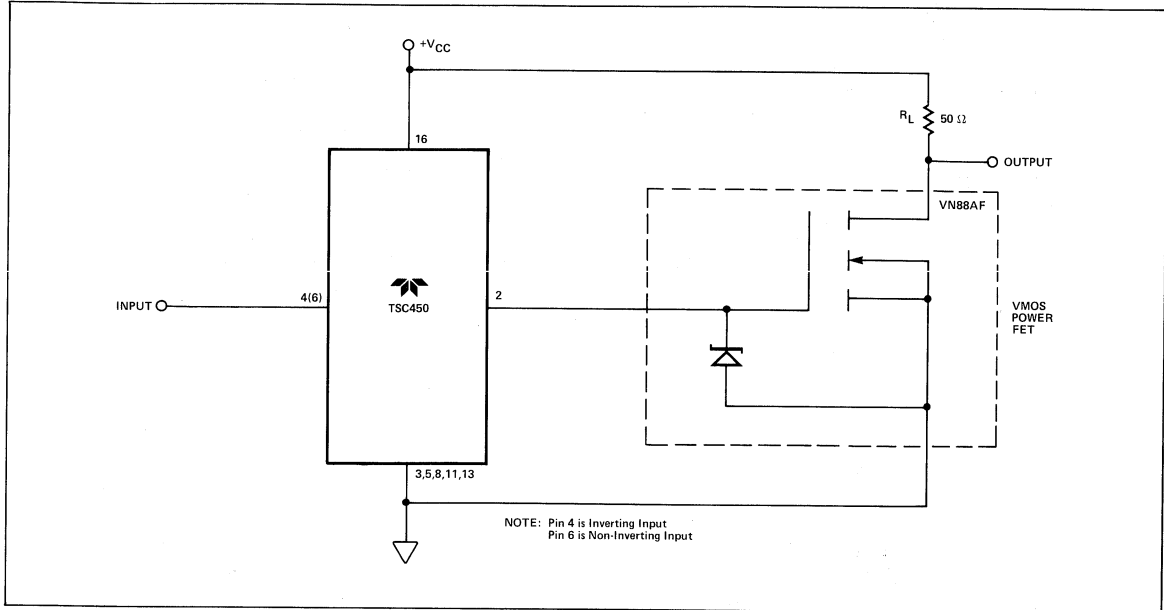 +VCC
16
RL 50 Ω
OUTPUT
VN88AF
INPUT
4(6)
TSC450
2
VMOS
POWER
FET
3,5,8,11,13
NOTE: Pin 4 is Inverting Input
Pin 6 is Non-Inverting Input